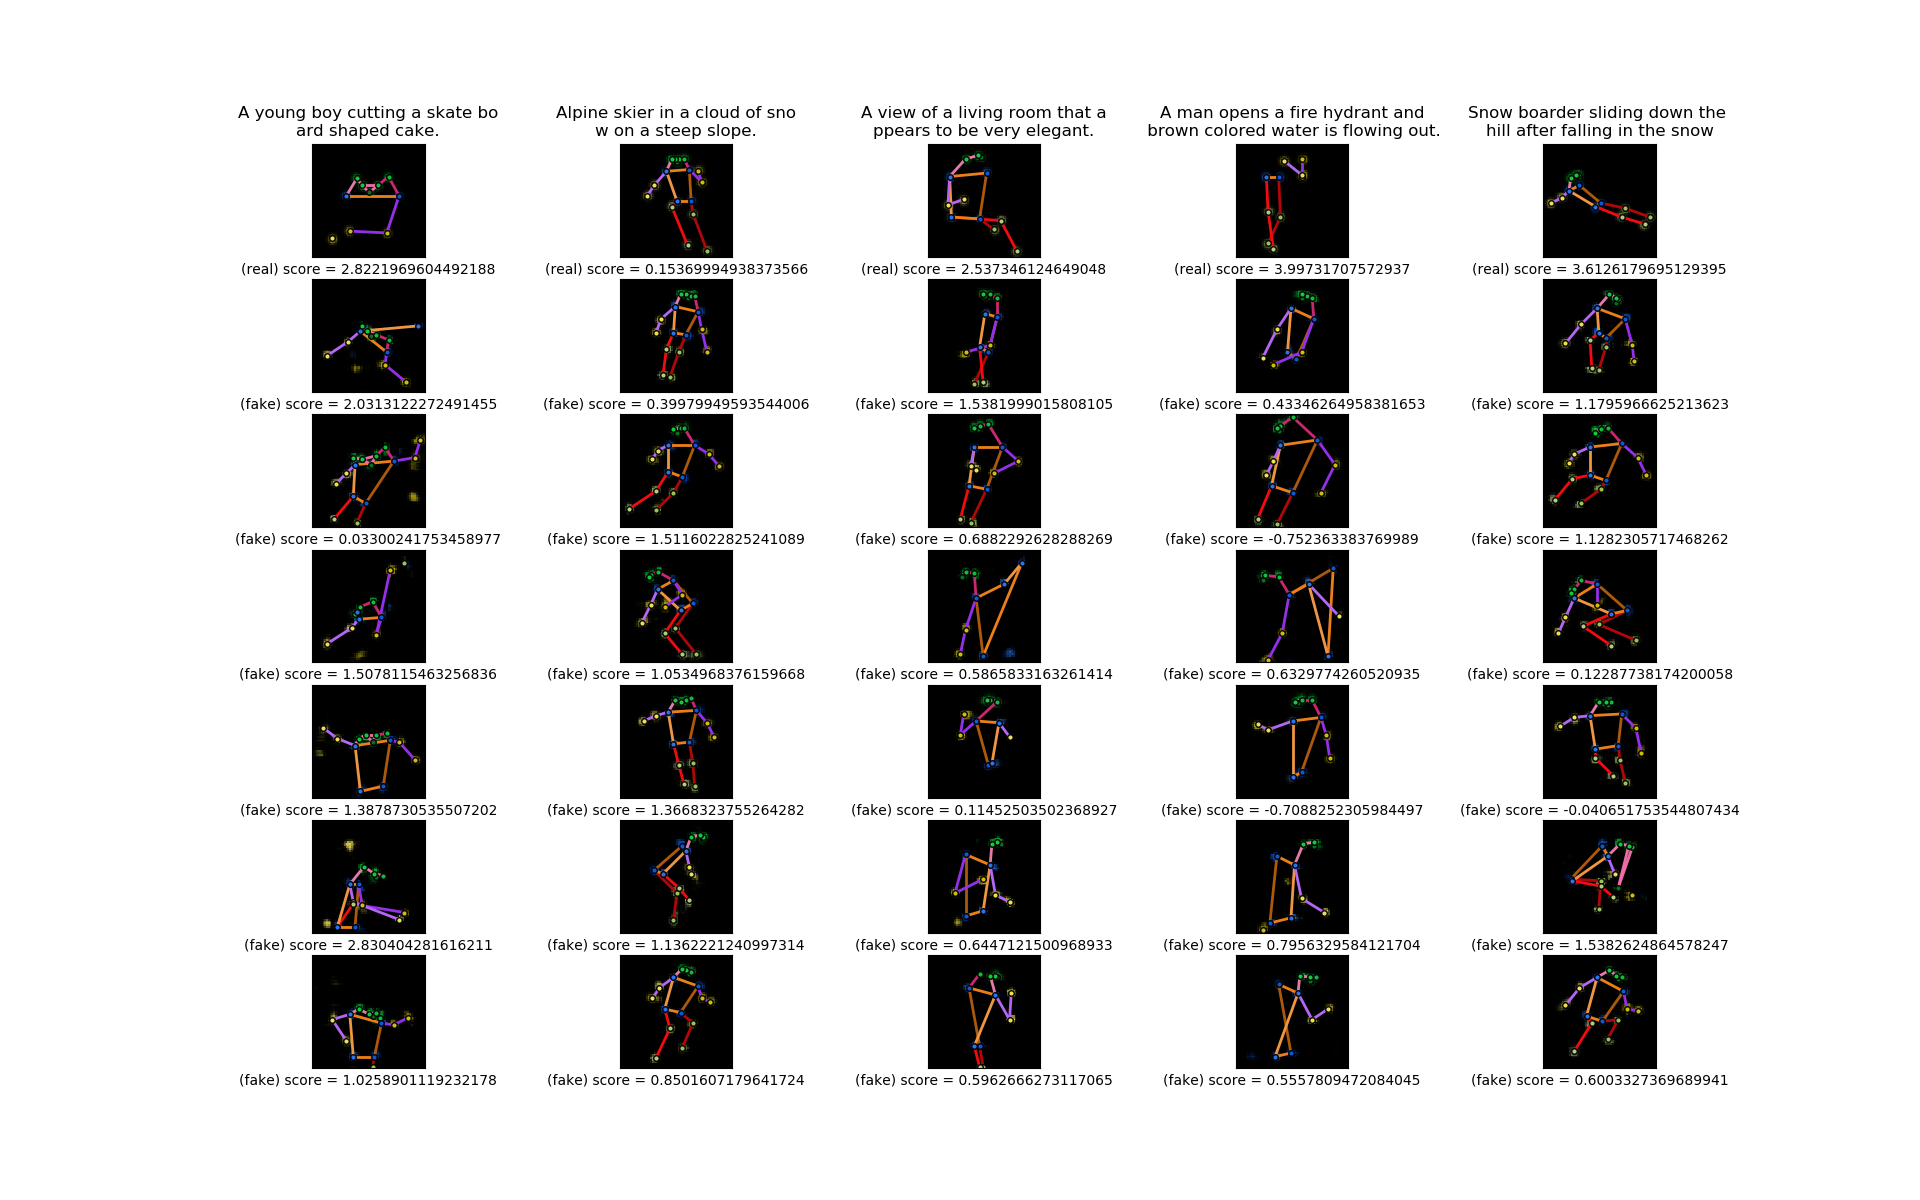 A young boy cutting a skate bo
ard shaped cake.
Alpine skier in a cloud of sno
w on a steep slope.
A view of a living room that a
ppears to be very elegant.
A man opens a fire hydrant and
brown colored water is flowing out.
Snow boarder sliding down the
hill after falling in the snow
(real) score = 2.8221969604492188
(real) score = 0.15369994938373566
(real) score = 2.537346124649048
(real) score = 3.99731707572937
(real) score = 3.6126179695129395
(fake) score = 2.0313122272491455
(fake) score = 0.39979949593544006
(fake) score = 1.5381999015808105
(fake) score = 0.43346264958381653
(fake) score = 1.1795966625213623
(fake) score = 0.03300241753458977
(fake) score = 1.5116022825241089
(fake) score = 0.6882292628288269
(fake) score = -0.752363383769989
(fake) score = 1.1282305717468262
(fake) score = 1.5078115463256836
(fake) score = 1.0534968376159668
(fake) score = 0.5865833163261414
(fake) score = 0.6329774260520935
(fake) score = 0.12287738174200058
(fake) score = 1.3878730535507202
(fake) score = 1.3668323755264282
(fake) score = 0.11452503502368927
(fake) score = -0.7088252305984497
(fake) score = -0.040651753544807434
(fake) score = 2.830404281616211
(fake) score = 1.1362221240997314
(fake) score = 0.6447121500968933
(fake) score = 0.7956329584121704
(fake) score = 1.5382624864578247
(fake) score = 1.0258901119232178
(fake) score = 0.8501607179641724
(fake) score = 0.5962666273117065
(fake) score = 0.5557809472084045
(fake) score = 0.6003327369689941